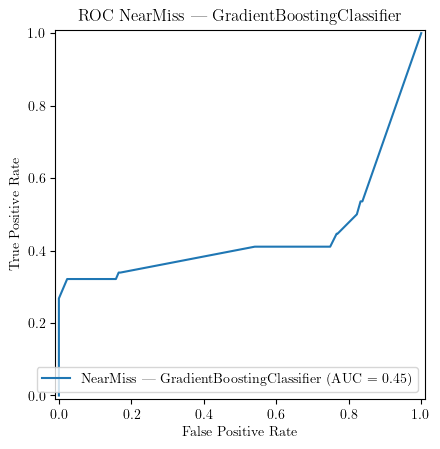 ROC NearMiss — GradientBoostingClassifier
1.0
0.8
0.6
0.4
0.2
0.0
True Positive Rate
NearMiss — GradientBoostingClassifier (AUC = 0.45)
0.0 0.2 0.4 0.6 0.8 1.0
False Positive Rate